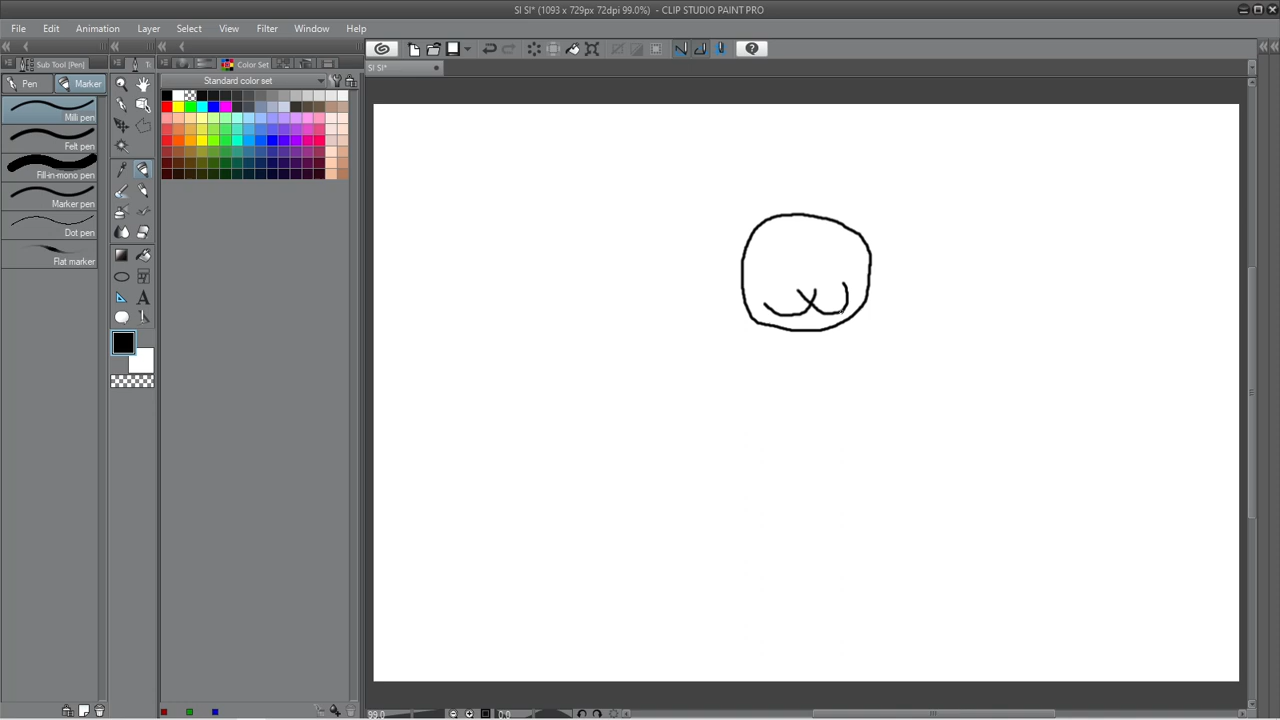 SI SI* (1093 x 729px 72dpi 99.0%) - CLIP STUDIO PAINT PRO
File Edit Animation Layer Select View Filter Window Help
Sub Tool [Pen]
Color Set
SI SI*
Pen Marker
Standard color set
Milli pen
Felt pen
Fill-in-mono pen
Marker pen
Dot pen
Flat marker
A
99.0
0.0